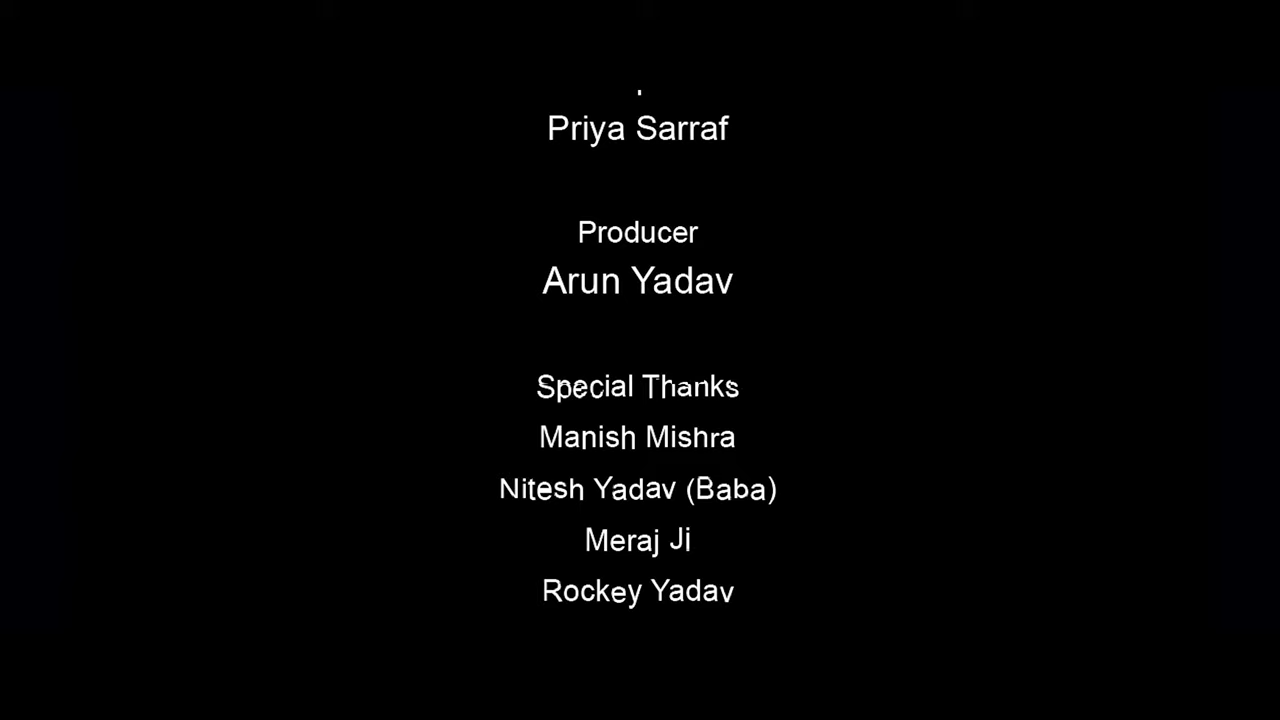 Priya Sarraf
Producer
Arun Yadav
Special Thanks
Manish Mishra
Nitesh Yadav (Baba)
Meraj Ji
Rockey Yadav